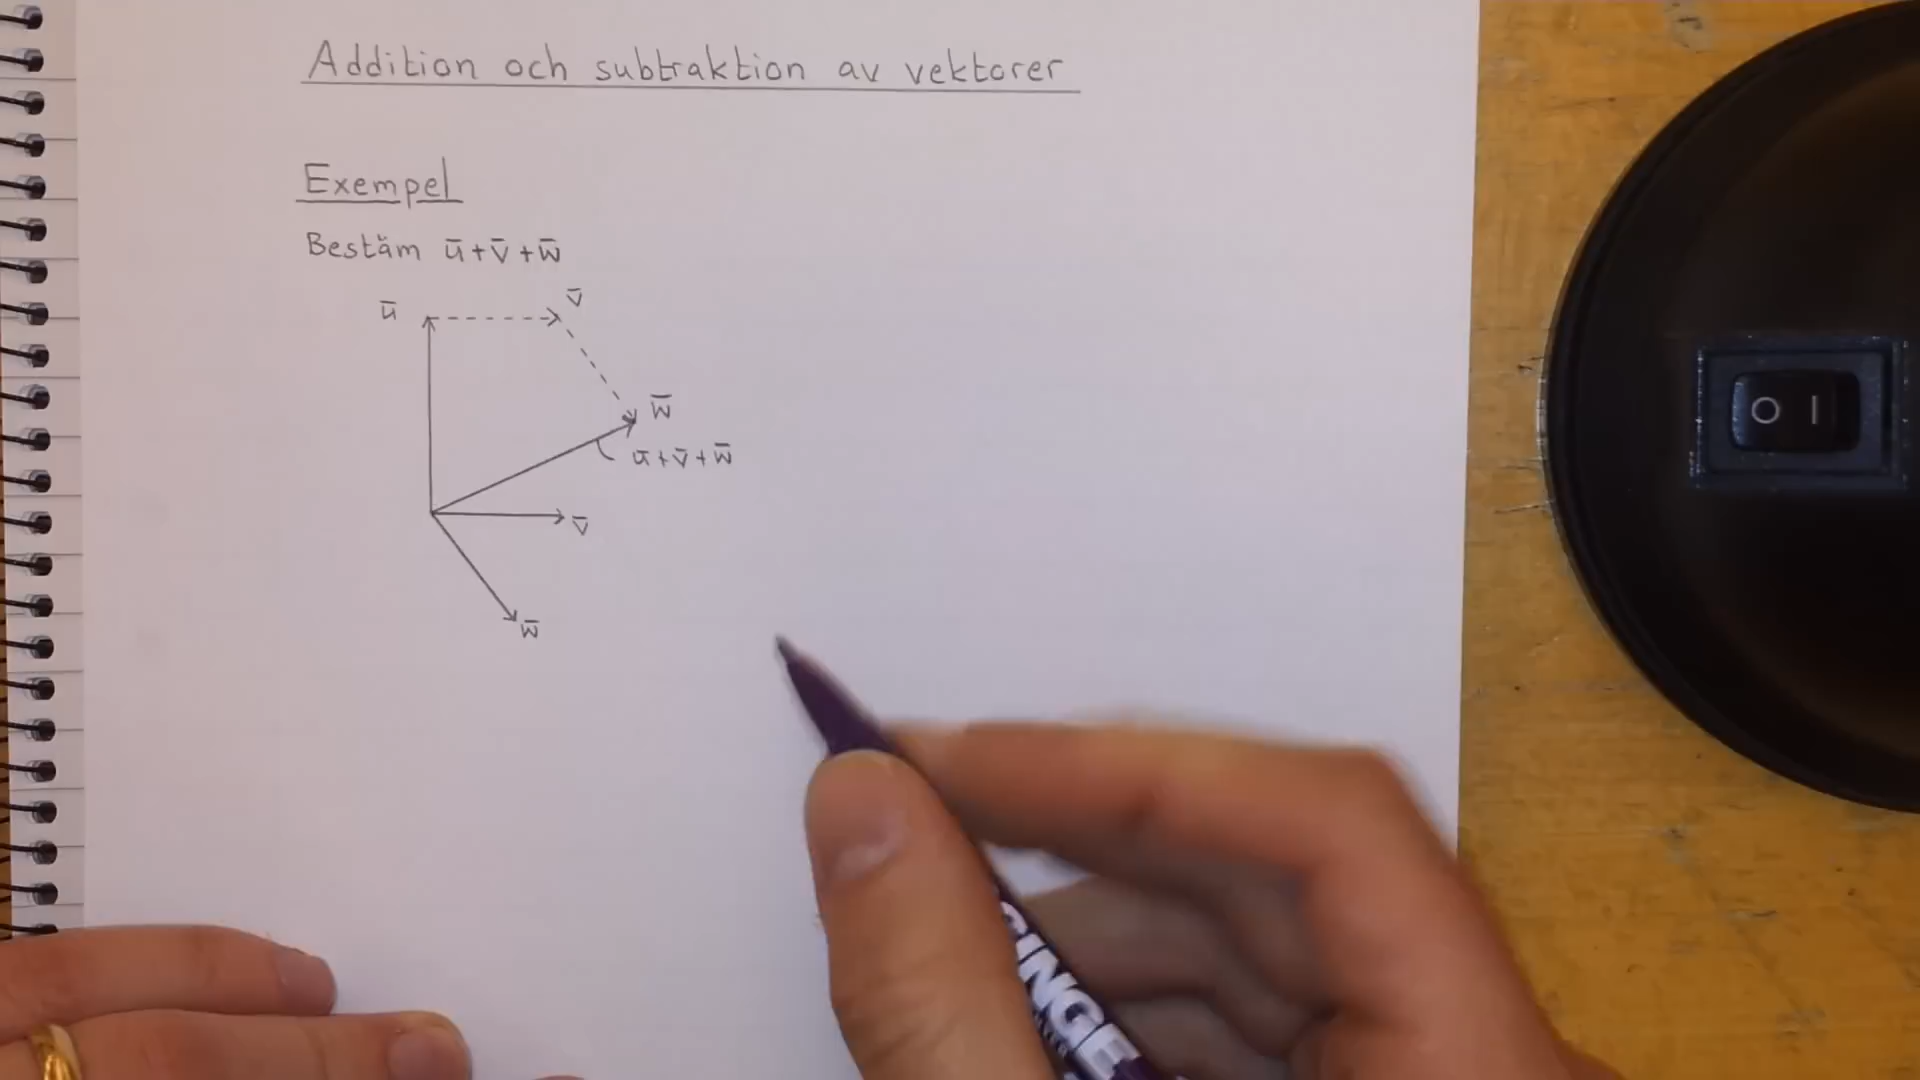 Addition och subtraktion av vektorer
Exempel
Bestäm ū+v̄+w̄
ū
v̄
w̄
ū+v̄+w̄
v̄
w̄
O I